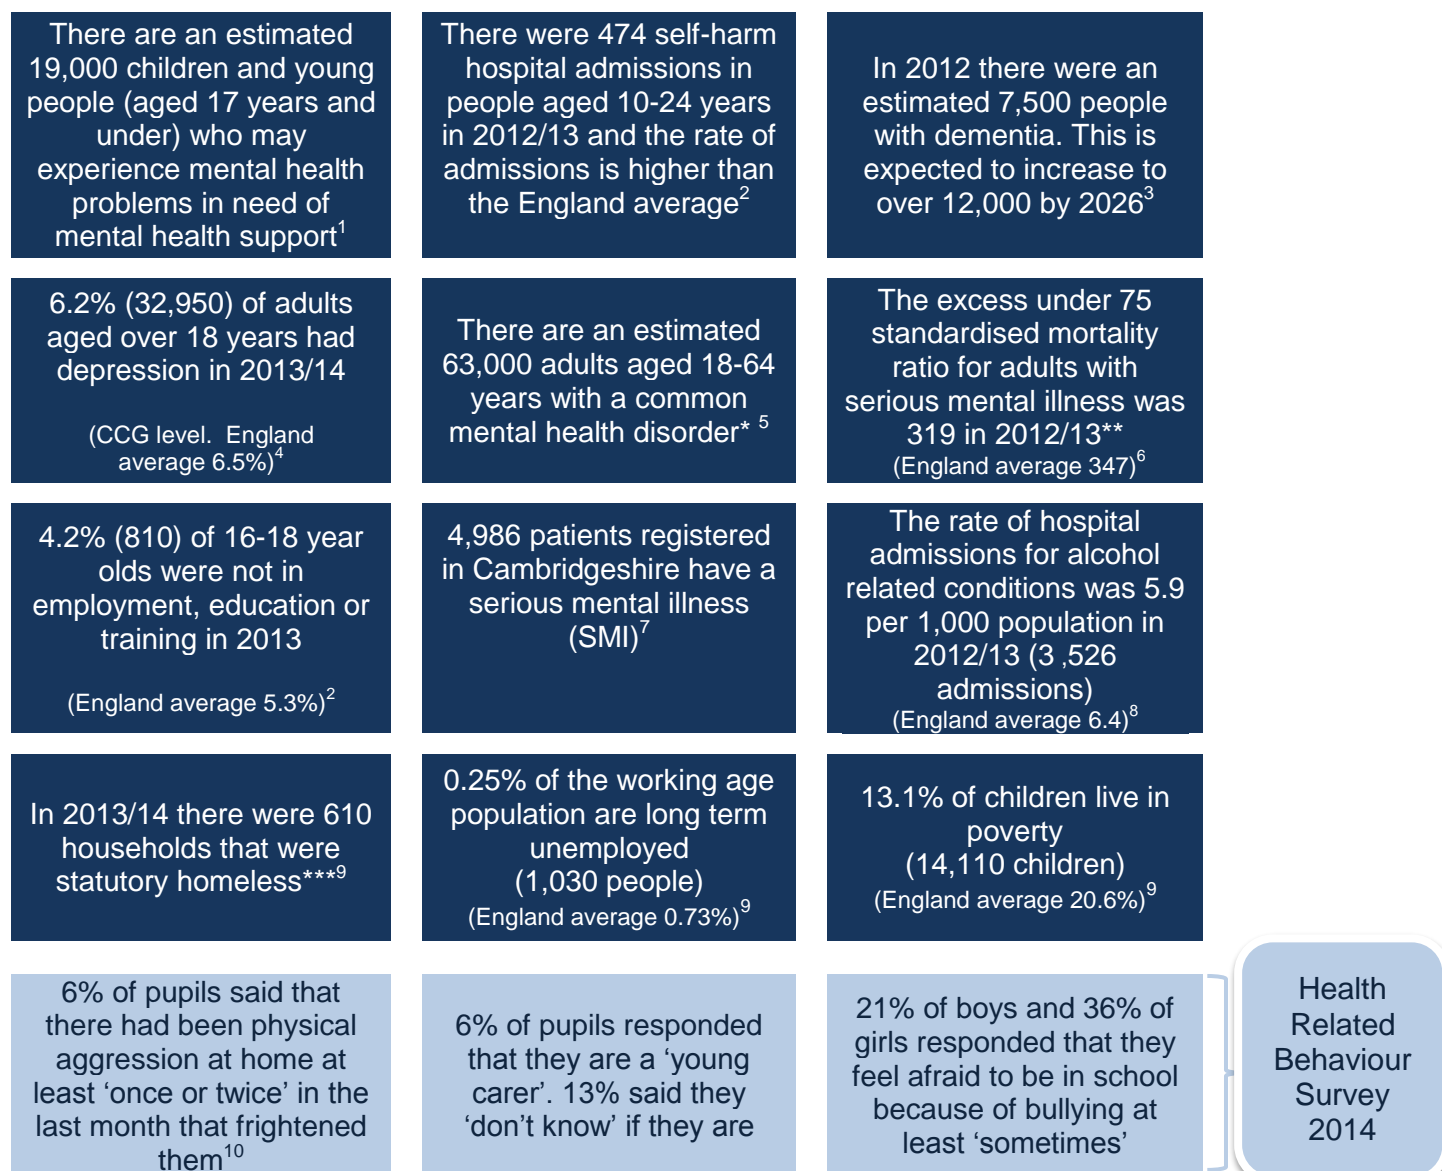 There are an estimated
19,000 children and young
people (aged 17 years and
under) who may
experience mental health
problems in need of
mental health support1
There were 474 self-harm
hospital admissions in
people aged 10-24 years
in 2012/13 and the rate of
admissions is higher than
the England average2
In 2012 there were an
estimated 7,500 people
with dementia. This is
expected to increase to
over 12,000 by 20263
6.2% (32,950) of adults
aged over 18 years had
depression in 2013/14
(CCG level.  England
average 6.5%)4
There are an estimated
63,000 adults aged 18-64
years with a common
mental health disorder* 5
The excess under 75
standardised mortality
ratio for adults with
serious mental illness was
319 in 2012/13**
(England average 347)6
4.2% (810) of 16-18 year
olds were not in
employment, education or
training in 2013
(England average 5.3%)2
4,986 patients registered
in Cambridgeshire have a
serious mental illness
(SMI)7
The rate of hospital
admissions for alcohol
related conditions was 5.9
per 1,000 population in
2012/13 (3 ,526
admissions)
(England average 6.4)8
In 2013/14 there were 610
households that were
statutory homeless***9
0.25% of the working age
population are long term
unemployed
(1,030 people)
(England average 0.73%)9
13.1% of children live in
poverty
(14,110 children)
(England average 20.6%)9
6% of pupils said that
there had been physical
aggression at home at
least ‘once or twice’ in the
last month that frightened
them10
6% of pupils responded
that they are a ‘young
carer’. 13% said they
‘don’t know’ if they are
21% of boys and 36% of
girls responded that they
feel afraid to be in school
because of bullying at
least ‘sometimes’
Health
Related
Behaviour
Survey
2014